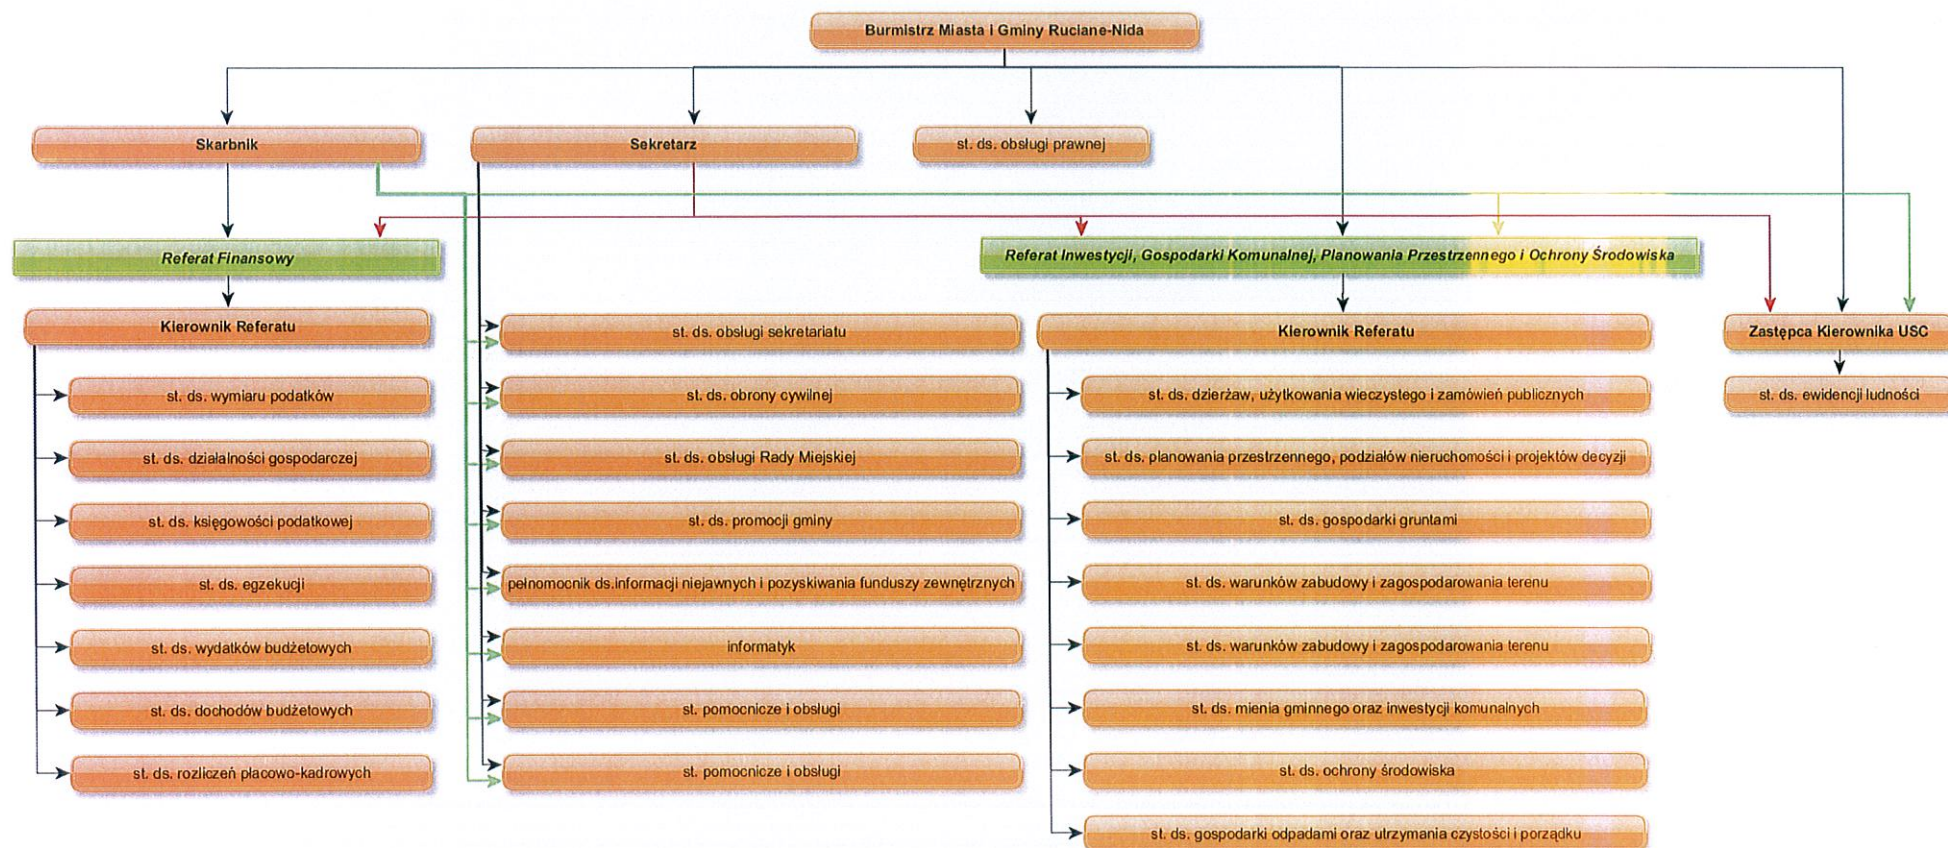 Burmistrz Miasta i Gminy Ruciane-Nida
Skarbnik
Sekretarz
st. ds. obsługi prawnej
Referat Finansowy
Referat Inwestycji, Gospodarki Komunalnej, Planowania Przestrzennego i Ochrony Środowiska
Kierownik Referatu
st. ds. wymiaru podatków
st. ds. działalności gospodarczej
st. ds. księgowości podatkowej
st. ds. egzekucji
st. ds. wydatków budżetowych
st. ds. dochodów budżetowych
st. ds. rozliczeń płacowo-kadrowych
st. ds. obsługi sekretariatu
st. ds. obrony cywilnej
st. ds. obsługi Rady Miejskiej
st. ds. promocji gminy
pełnomocnik ds.informacji niejawnych i pozyskiwania funduszy zewnętrznych
informatyk
st. pomocnicze i obsługi
st. pomocnicze i obsługi
Kierownik Referatu
st. ds. dzierżaw, użytkowania wieczystego i zamówień publicznych
st. ds. planowania przestrzennego, podziałów nieruchomości i projektów decyzji
st. ds. gospodarki gruntami
st. ds. warunków zabudowy i zagospodarowania terenu
st. ds. warunków zabudowy i zagospodarowania terenu
st. ds. mienia gminnego oraz inwestycji komunalnych
st. ds. ochrony środowiska
st. ds. gospodarki odpadami oraz utrzymania czystości i porządku
Zastępca Kierownika USC
st. ds. ewidencji ludności